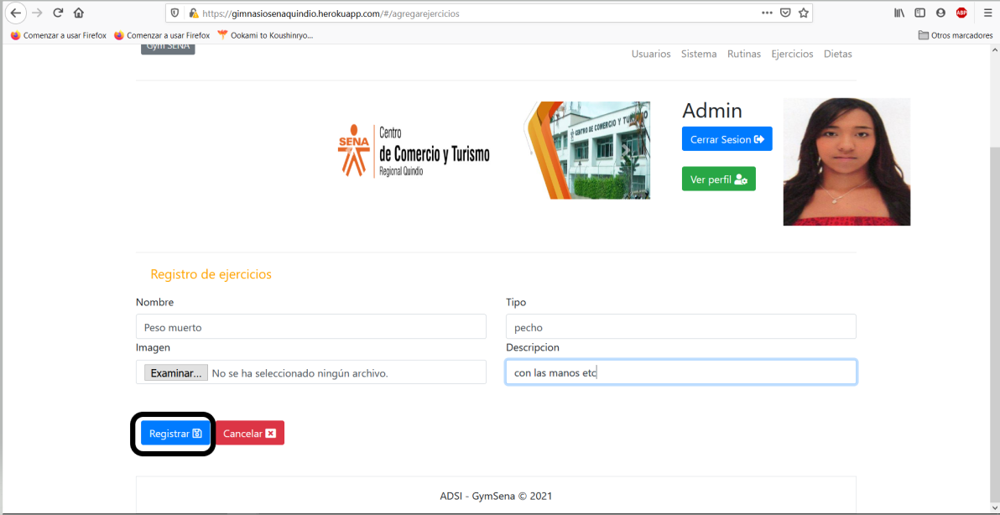 https://gimnasiosenaquindio.herokuapp.com/#/agregarejercicios
ABP
Comenzar a usar Firefox Comenzar a usar Firefox Ookami to Koushinryo... Otros marcadores
Gym SENA
Usuarios Sistema Rutinas Ejercicios Dietas
SENA
Centro
de Comercio y Turismo
Regional Quindío
CENTRO DE COMERCIO Y TURISMO
Admin
Cerrar Sesion
Ver perfil
Registro de ejercicios
Nombre Tipo
Peso muerto pecho
Imagen Descripcion
Examinar... No se ha seleccionado ningún archivo. con las manos etc
Registrar Cancelar
ADSI - GymSena © 2021